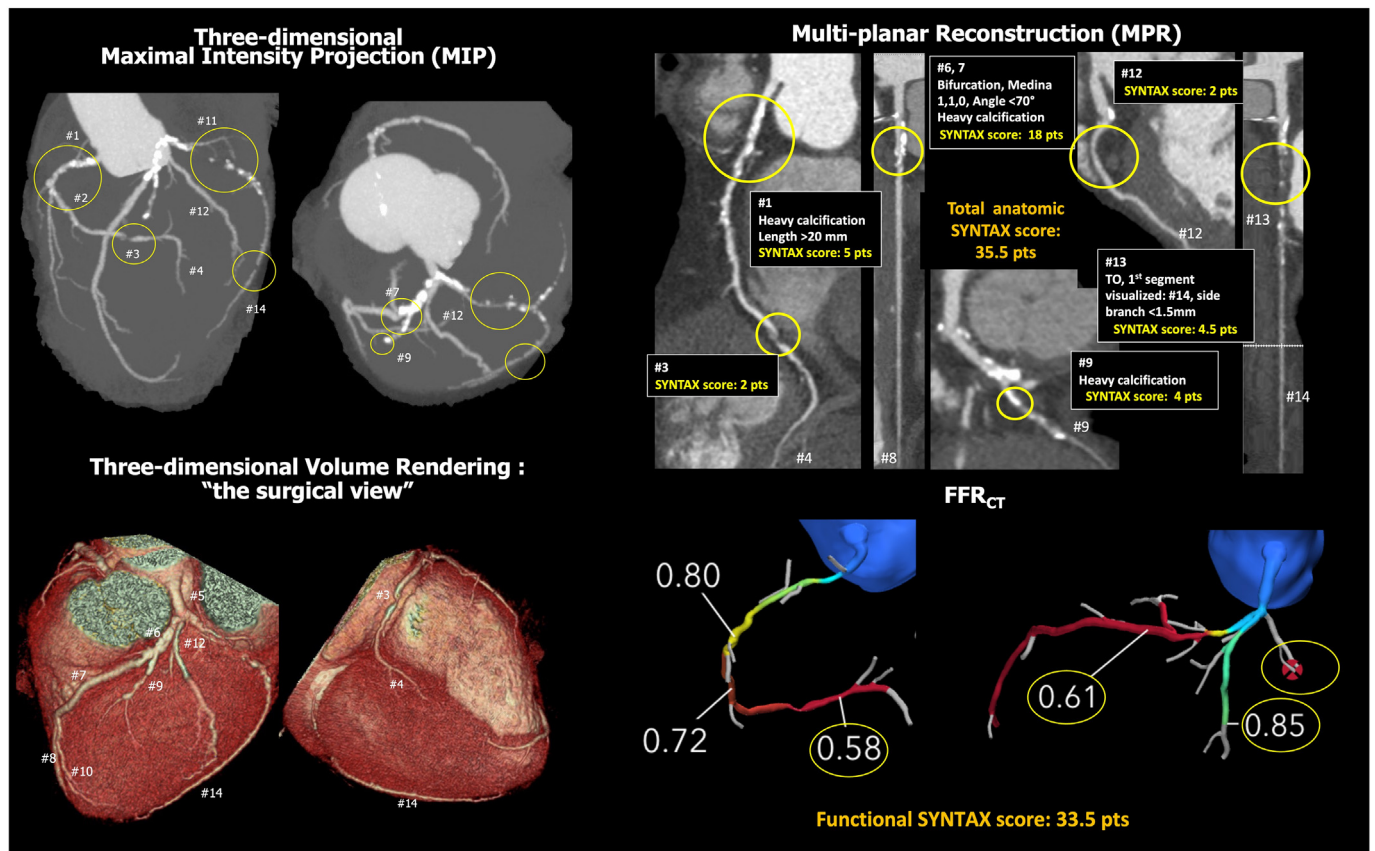 Three-dimensional
Maximal Intensity Projection (MIP)
#1
#11
#2
#12
#3
#4
#14
#7
#12
#9
Multi-planar Reconstruction (MPR)
#6, 7
Bifurcation, Medina
1,1,0, Angle <70°
Heavy calcification
SYNTAX score: 18 pts
#12
SYNTAX score: 2 pts
#1
Heavy calcification
Length >20 mm
SYNTAX score: 5 pts
Total anatomic
SYNTAX score:
35.5 pts
#13
#12
#13
TO, 1st segment
visualized: #14, side
branch <1.5mm
SYNTAX score: 4.5 pts
#3
SYNTAX score: 2 pts
#9
Heavy calcification
SYNTAX score: 4 pts
#9
#14
#4
#8
Three-dimensional Volume Rendering :
“the surgical view”
#5
#6
#12
#7
#9
#8
#10
#14
#3
#4
#14
FFRCT
0.80
0.72
0.58
0.61
0.85
Functional SYNTAX score: 33.5 pts